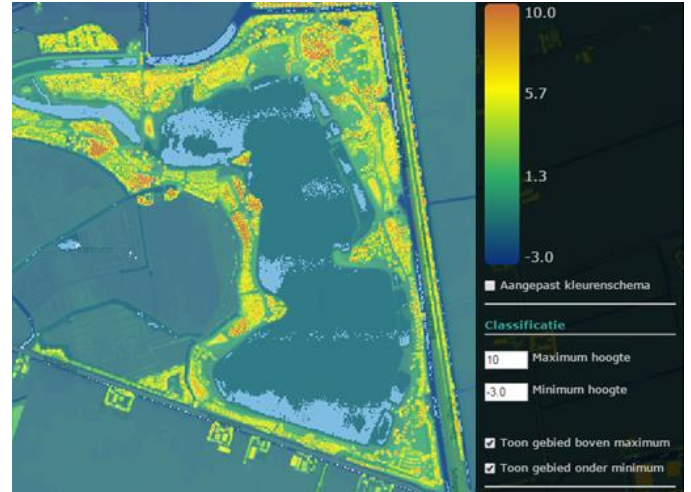 10.0
5.7
1.3
-3.0
Aangepast kleurenschema
Classificatie
10 Maximum hoogte
-3.0 Minimum hoogte
Toon gebied boven maximum
Toon gebied onder minimum